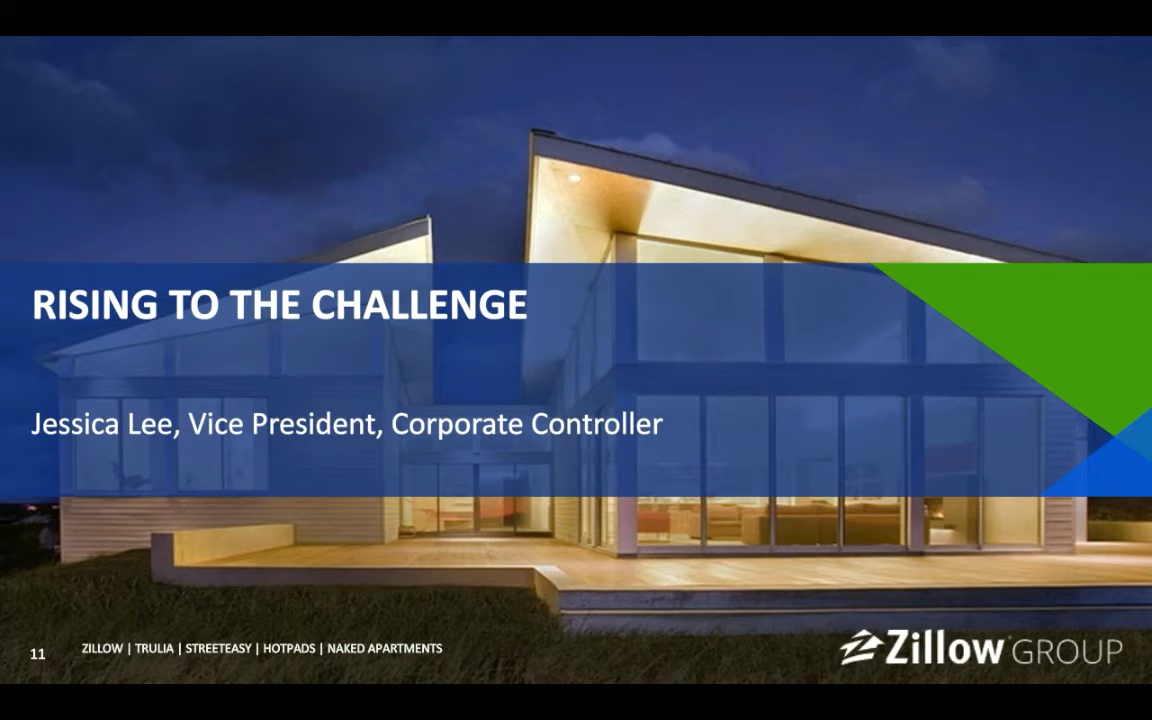 RISING TO THE CHALLENGE
Jessica Lee, Vice President, Corporate Controller
11
ZILLOW | TRULIA | STREETEASY | HOTPADS | NAKED APARTMENTS
Zillow GROUP